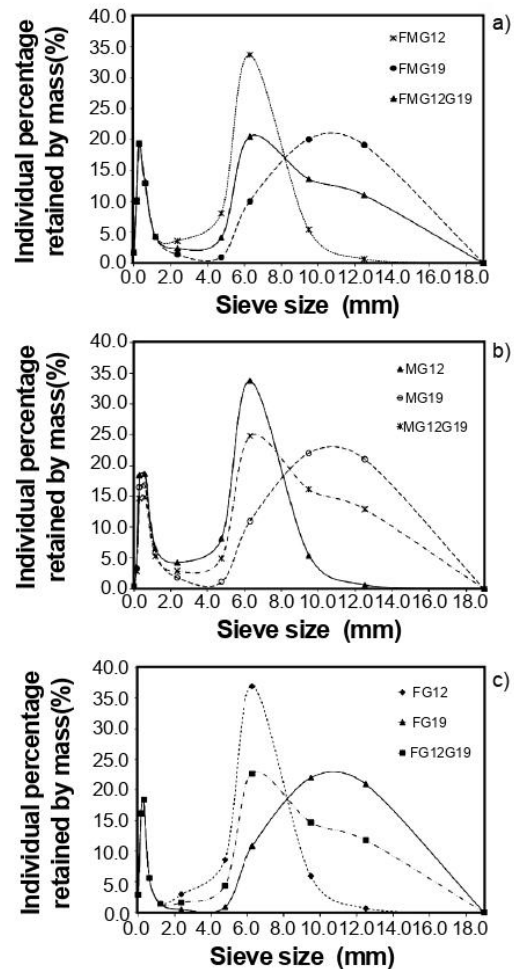 a)
Individual percentage
retained by mass(%)
40.0
35.0
30.0
25.0
20.0
15.0
10.0
5.0
0.0
FMG12
FMG19
FMG12G19
0.0 2.0 4.0 6.0 8.0 10.0 12.0 14.0 16.0 18.0
Sieve size (mm)
b)
Individual percentage
retained by mass(%)
40.0
35.0
30.0
25.0
20.0
15.0
10.0
5.0
0.0
MG12
MG19
MG12G19
0.0 2.0 4.0 6.0 8.0 10.0 12.0 14.0 16.0 18.0
Sieve size (mm)
c)
Individual percentage
retained by mass(%)
40.0
35.0
30.0
25.0
20.0
15.0
10.0
5.0
0.0
FG12
FG19
FG12G19
0.0 2.0 4.0 6.0 8.0 10.0 12.0 14.0 16.0 18.0
Sieve size (mm)